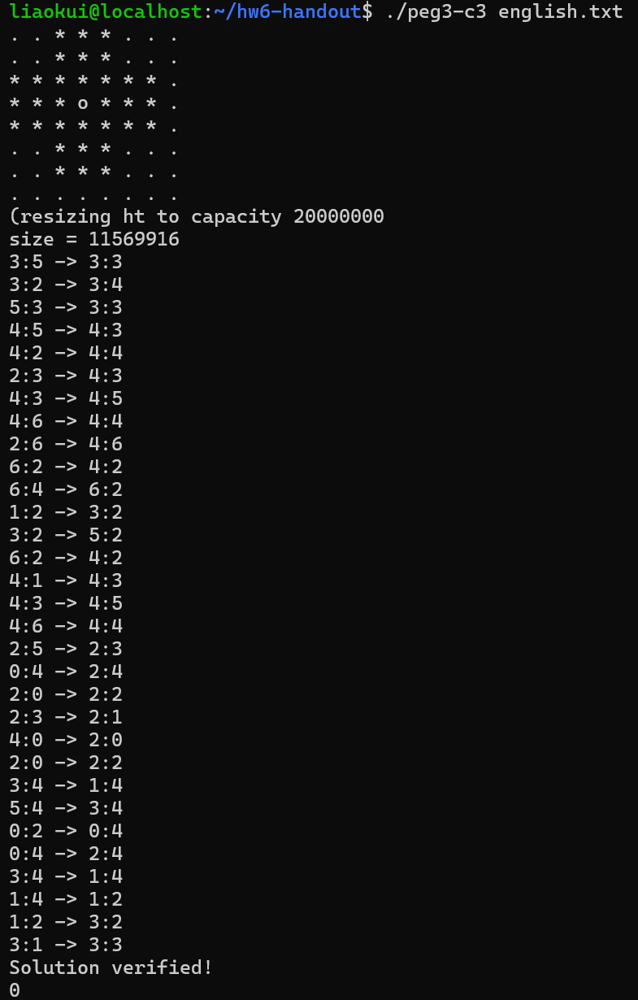 liaokui@localhost:~/hw6-handout$ ./peg3-c3 english.txt
. . * * * . . .
. . * * * . . .
* * * * * * * .
* * * o * * * .
* * * * * * * .
. . * * * . . .
. . * * * . . .
. . . . . . . .
(resizing ht to capacity 20000000
size = 11569916
3:5 -> 3:3
3:2 -> 3:4
5:3 -> 3:3
4:5 -> 4:3
4:2 -> 4:4
2:3 -> 4:3
4:3 -> 4:5
4:6 -> 4:4
2:6 -> 4:6
6:2 -> 4:2
6:4 -> 6:2
1:2 -> 3:2
3:2 -> 5:2
6:2 -> 4:2
4:1 -> 4:3
4:3 -> 4:5
4:6 -> 4:4
2:5 -> 2:3
0:4 -> 2:4
2:0 -> 2:2
2:3 -> 2:1
4:0 -> 2:0
2:0 -> 2:2
3:4 -> 1:4
5:4 -> 3:4
0:2 -> 0:4
0:4 -> 2:4
3:4 -> 1:4
1:4 -> 1:2
1:2 -> 3:2
3:1 -> 3:3
Solution verified!
0